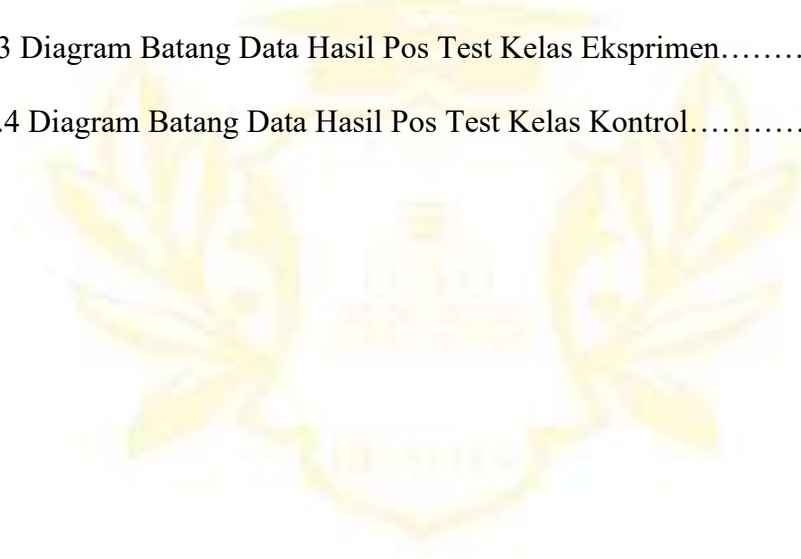 3 Diagram Batang Data Hasil Pos Test Kelas Eksprimen………
.4 Diagram Batang Data Hasil Pos Test Kelas Kontrol…………